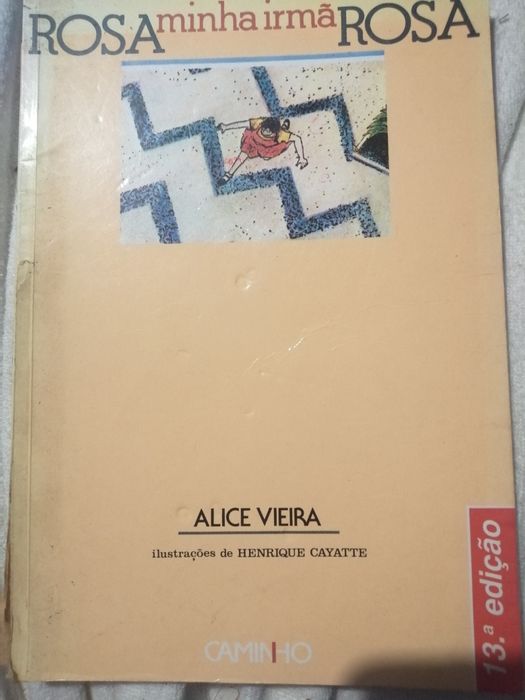 ROSA minha irmã ROSA
ALICE VIEIRA
ilustrações de HENRIQUE CAYATTE
CAMINHO
13.ª edição